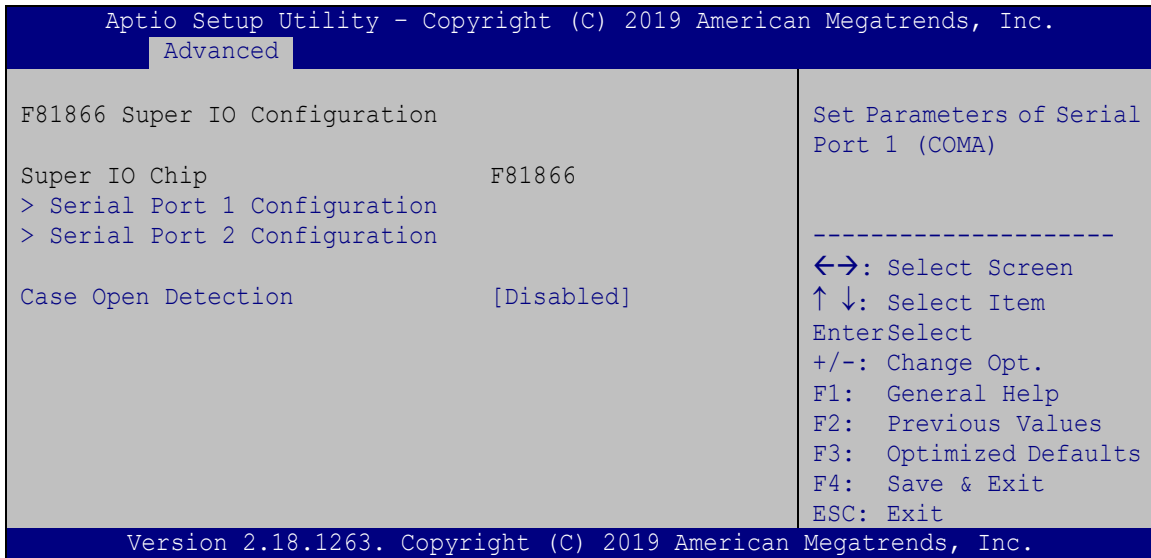 Aptio Setup Utility – Copyright (C) 2019 American Megatrends, Inc.
Advanced
F81866 Super IO Configuration
Super IO Chip F81866
> Serial Port 1 Configuration
> Serial Port 2 Configuration
Case Open Detection [Disabled]
Set Parameters of Serial
Port 1 (COMA)
---------------------
←→: Select Screen
↑ ↓: Select Item
EnterSelect
+/-: Change Opt.
F1: General Help
F2: Previous Values
F3: Optimized Defaults
F4: Save & Exit
ESC: Exit
Version 2.18.1263. Copyright (C) 2019 American Megatrends, Inc.